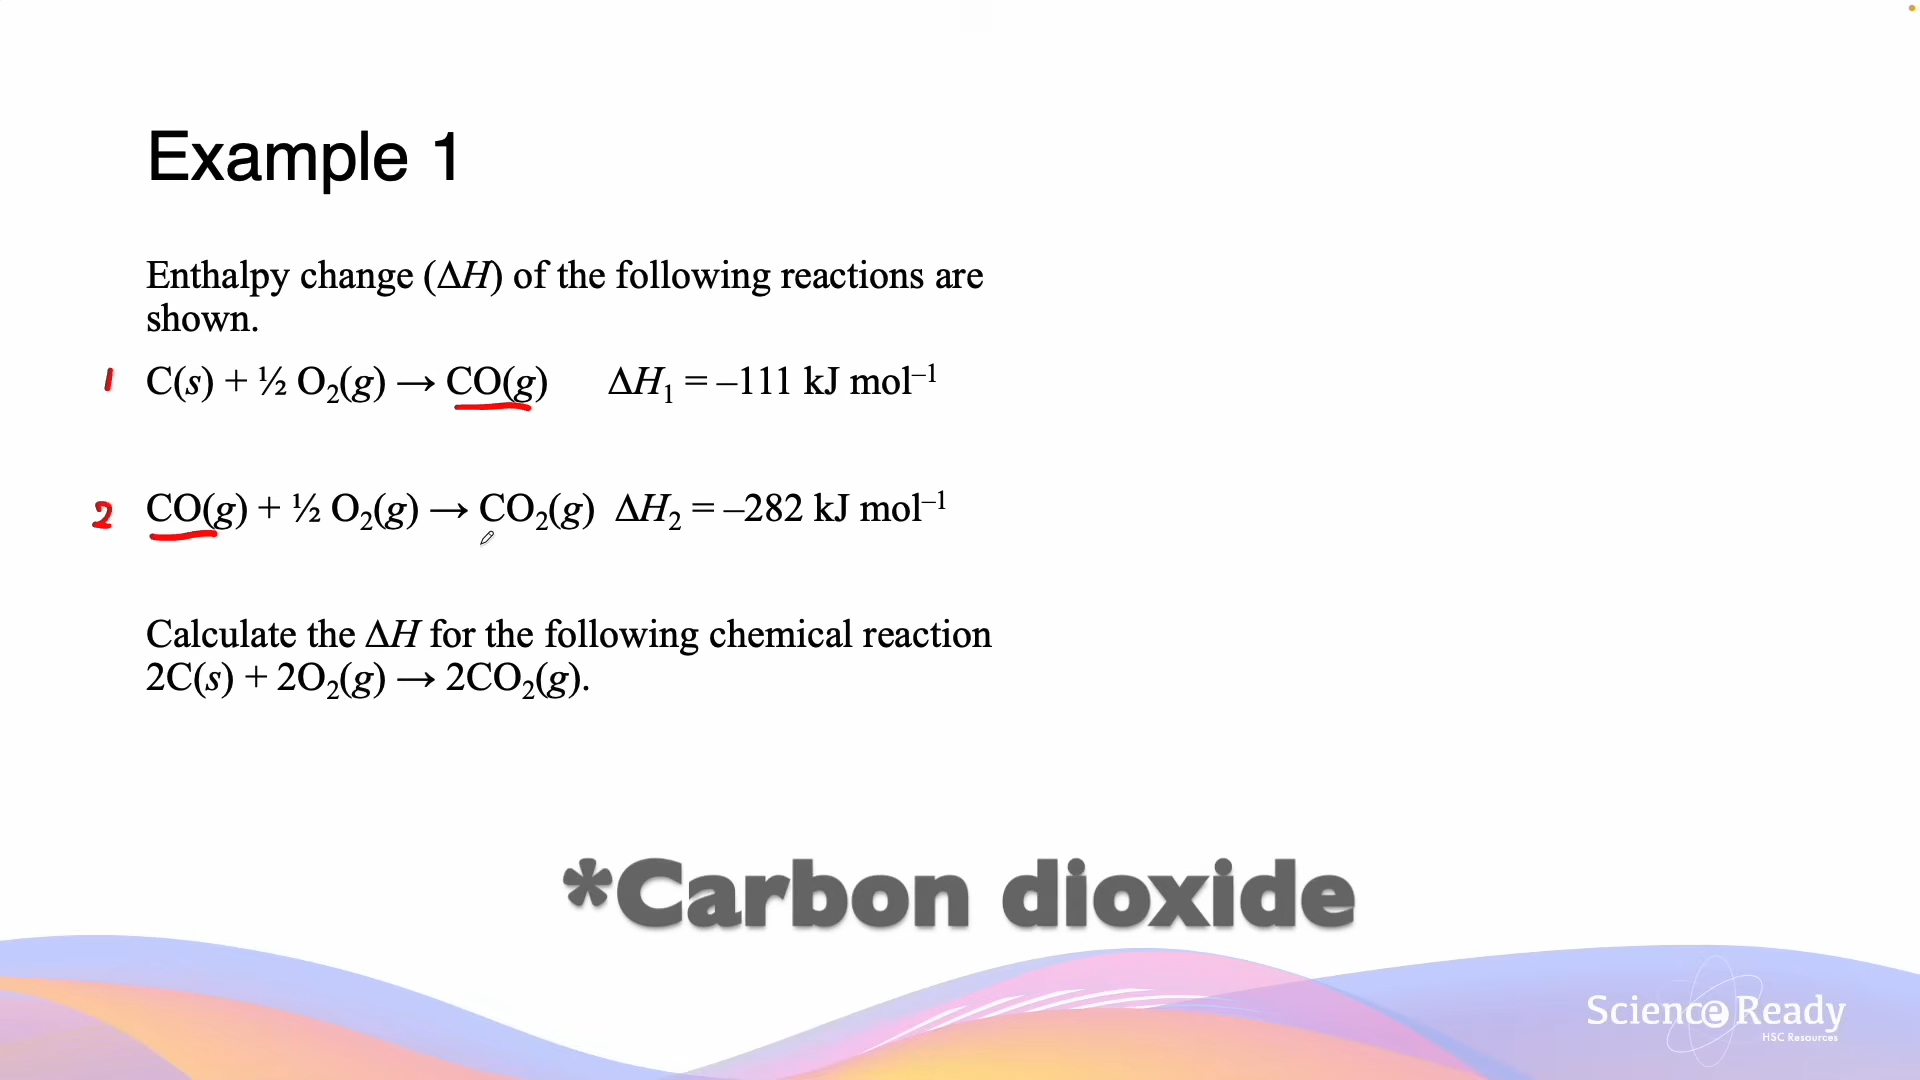 Example 1
Enthalpy change (ΔH) of the following reactions are
shown.
1 C(s) + ½ O₂(g) → CO(g) ΔH₁ = –111 kJ mol⁻¹
2 CO(g) + ½ O₂(g) → CO₂(g) ΔH₂ = –282 kJ mol⁻¹
Calculate the ΔH for the following chemical reaction
2C(s) + 2O₂(g) → 2CO₂(g).
*Carbon dioxide
Science Ready
HSC Resources